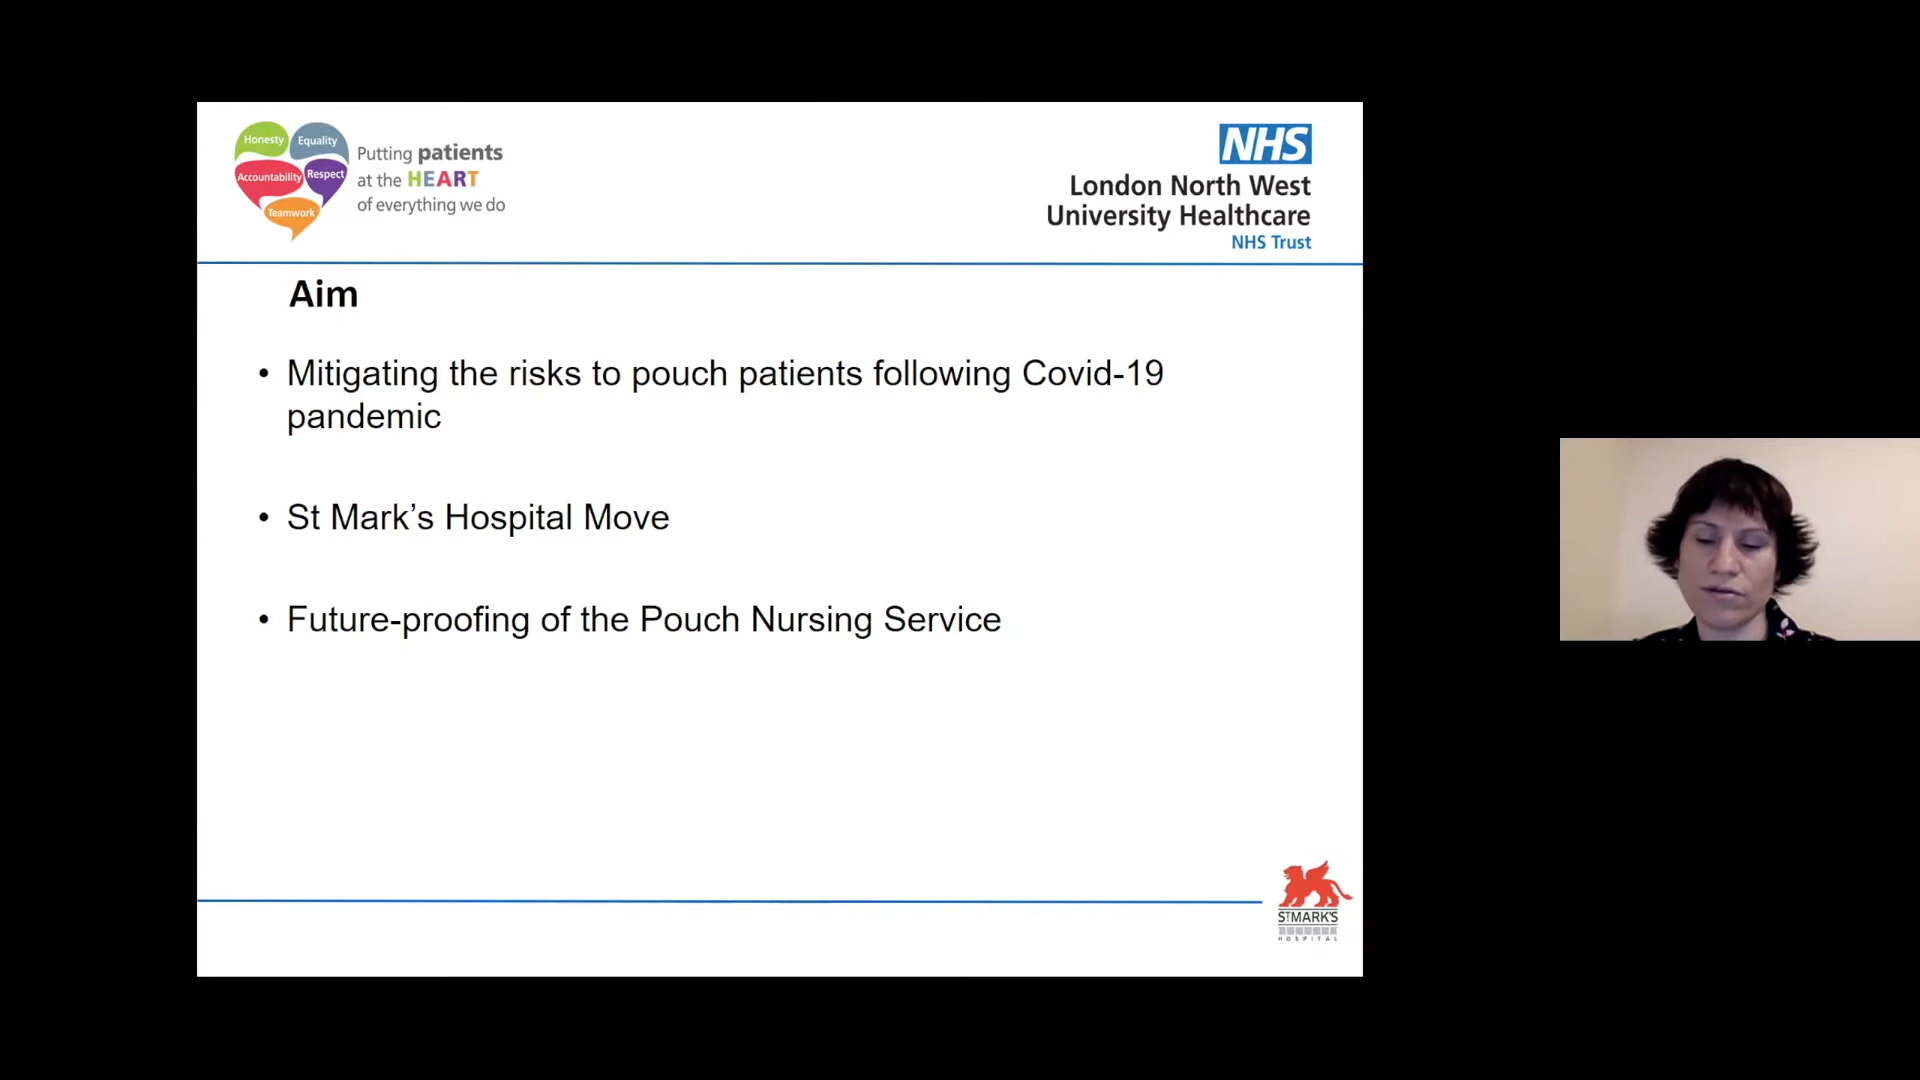 Honesty
Equality
Accountability
Respect
Teamwork
Putting patients
at the HEART
of everything we do
NHS
London North West
University Healthcare
NHS Trust
Aim
• Mitigating the risks to pouch patients following Covid-19
pandemic
• St Mark’s Hospital Move
• Future-proofing of the Pouch Nursing Service
ST MARK'S
HOSPITAL